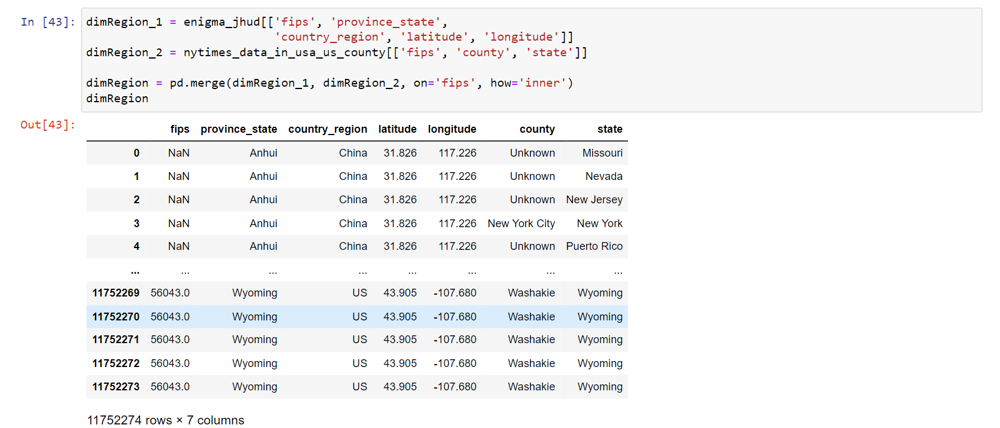 In [43]: dimRegion_1 = enigma_jhud[['fips', 'province_state',
'country_region', 'latitude', 'longitude']]
dimRegion_2 = nytimes_data_in_usa_us_county[['fips', 'county', 'state']]
dimRegion = pd.merge(dimRegion_1, dimRegion_2, on='fips', how='inner')
dimRegion
Out[43]:
fips province_state country_region latitude longitude county state
0 NaN Anhui China 31.826 117.226 Unknown Missouri
1 NaN Anhui China 31.826 117.226 Unknown Nevada
2 NaN Anhui China 31.826 117.226 Unknown New Jersey
3 NaN Anhui China 31.826 117.226 New York City New York
4 NaN Anhui China 31.826 117.226 Unknown Puerto Rico
... ... ... ... ... ... ... ...
11752269 56043.0 Wyoming US 43.905 -107.680 Washakie Wyoming
11752270 56043.0 Wyoming US 43.905 -107.680 Washakie Wyoming
11752271 56043.0 Wyoming US 43.905 -107.680 Washakie Wyoming
11752272 56043.0 Wyoming US 43.905 -107.680 Washakie Wyoming
11752273 56043.0 Wyoming US 43.905 -107.680 Washakie Wyoming
11752274 rows × 7 columns